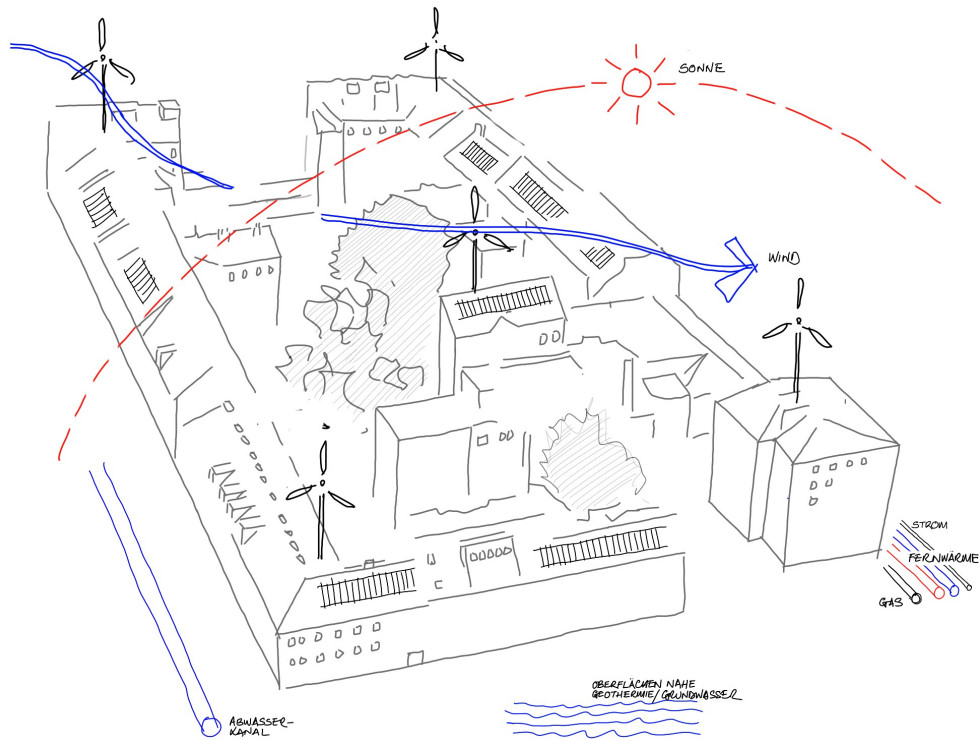 SONNE
WIND
STROM
FERNWÄRME
GAS
OBERFLÄCHEN NAHE
GEOTHERMIE/GRUNDWASSER
ABWASSER-
KANAL